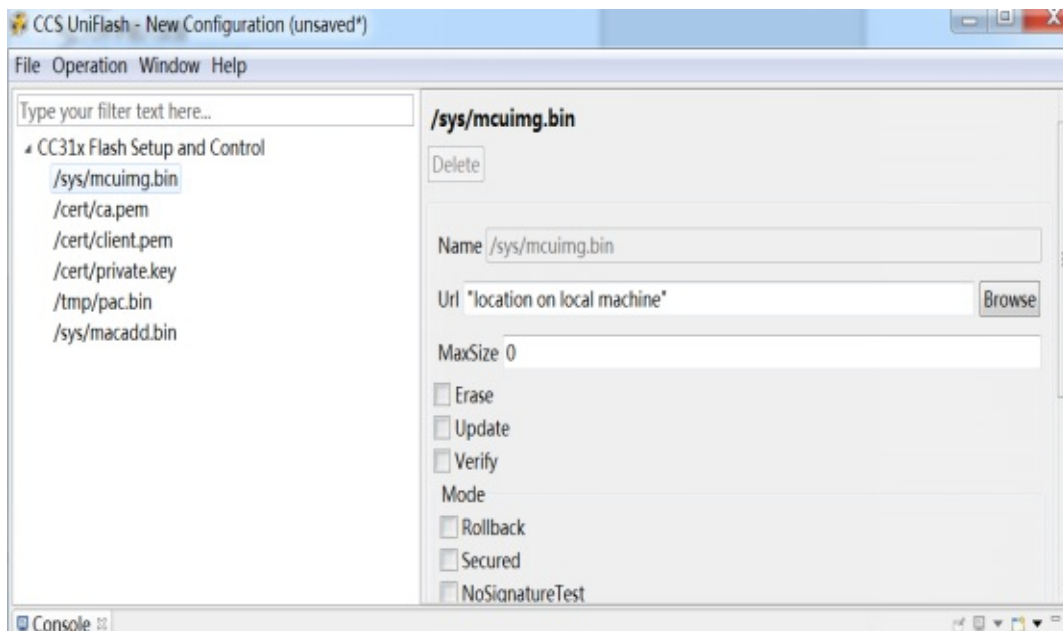 CCS UniFlash - New Configuration (unsaved*)
File Operation Window Help
Type your filter text here...
CC31x Flash Setup and Control
/sys/mcuimg.bin
/cert/ca.pem
/cert/client.pem
/cert/private.key
/tmp/pac.bin
/sys/macadd.bin
/sys/mcuimg.bin
Delete
Name /sys/mcuimg.bin
Url "location on local machine" Browse
MaxSize 0
Erase
Update
Verify
Mode
Rollback
Secured
NoSignatureTest
Console